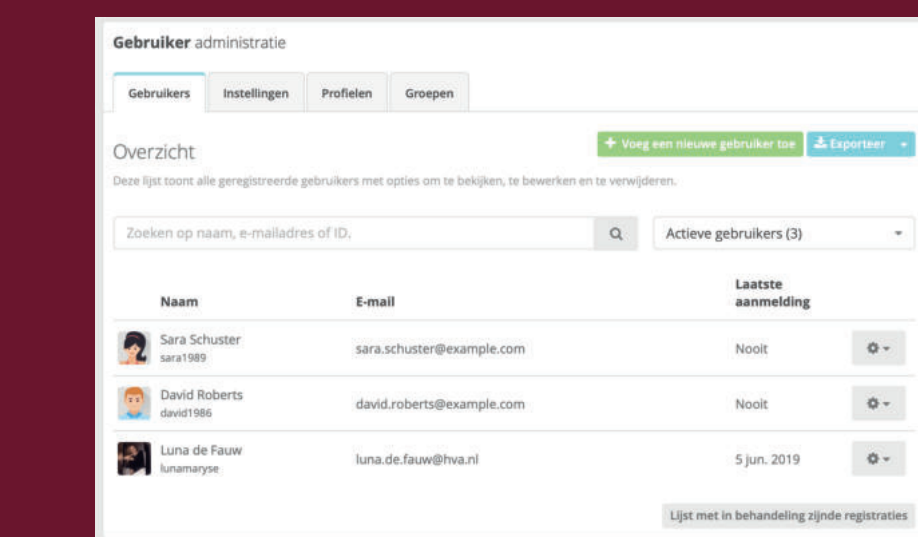 Gebruiker administratie
Gebruikers Instellingen Profielen Groepen
Overzicht
Voeg een nieuwe gebruiker toe Exporteer
Deze lijst toont alle geregistreerde gebruikers met opties om te bekijken, te bewerken en te verwijderen.
Zoeken op naam, e-mailadres of ID.
Actieve gebruikers (3)
Naam E-mail Laatste
aanmelding
Sara Schuster
sara1989
sara.schuster@example.com Nooit
David Roberts
david1986
david.roberts@example.com Nooit
Luna de Fauw
lunamaryse
luna.de.fauw@hva.nl 5 jun. 2019
Lijst met in behandeling zijnde registraties